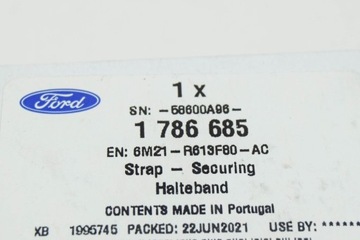 Ford
1 x
SN: -58600A96-
1 786 685
EN: 6M21-R613F80-AC
Strap - Securing
Halteband
CONTENTS MADE IN Portugal
XB 1995745 PACKED: 22JUN2021 USE BY: ******